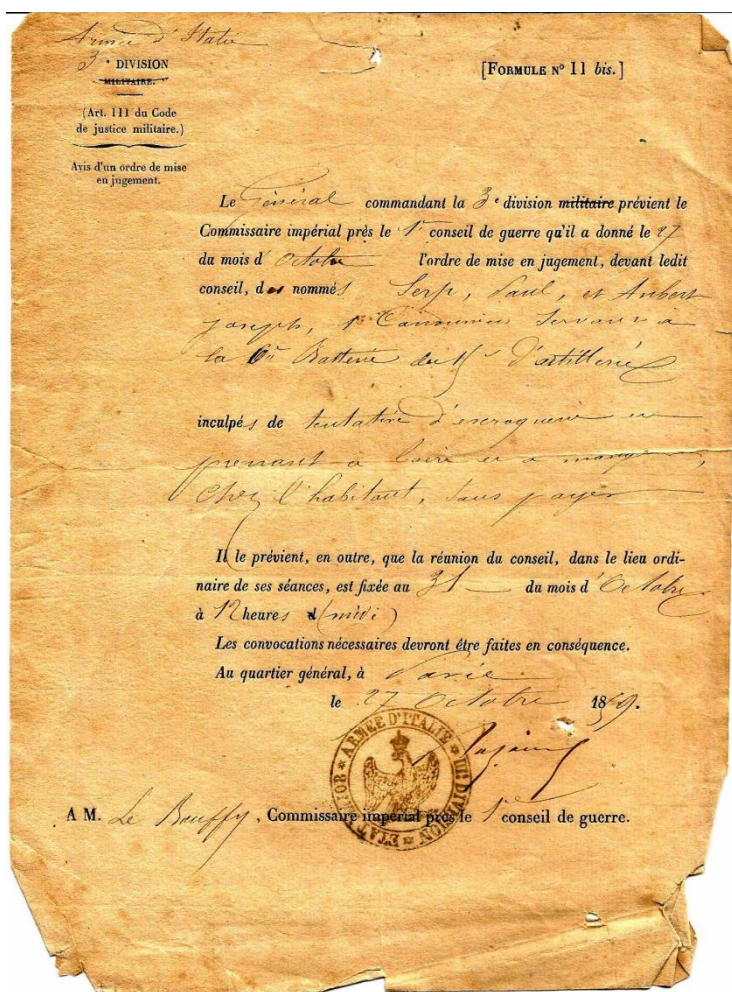 Armée d'Italie
3e DIVISION
MILITAIRE.
[FORMULE N° 11 bis.]
(Art. 111 du Code
de justice militaire.)
Avis d'un ordre de mise
en jugement.
Le Général commandant la 3e division militaire prévient le
Commissaire impérial près le 1er conseil de guerre qu'il a donné le 27
du mois d'Octobre l'ordre de mise en jugement, devant ledit
conseil, des nommés Serp, Paul, et Aubert
joseph, Canonniers Servans à
la 6e Batterie du d'artillerie
inculpés de tentative d'escroquerie en
prenant à boire et à manger,
chez l'habitant, sans payer
Il le prévient, en outre, que la réunion du conseil, dans le lieu ordi-
naire de ses séances, est fixée au 31 du mois d'Octobre
à 12 heures (midi)
Les convocations nécessaires devront être faites en conséquence.
Au quartier général, à Pavie
le 27 Octobre 1859.
ARMEE D'ITALIE * IIIe DIVISION * ETAT MAJOR *
A M. Le Bouffy, Commissaire impérial près le 1er conseil de guerre.